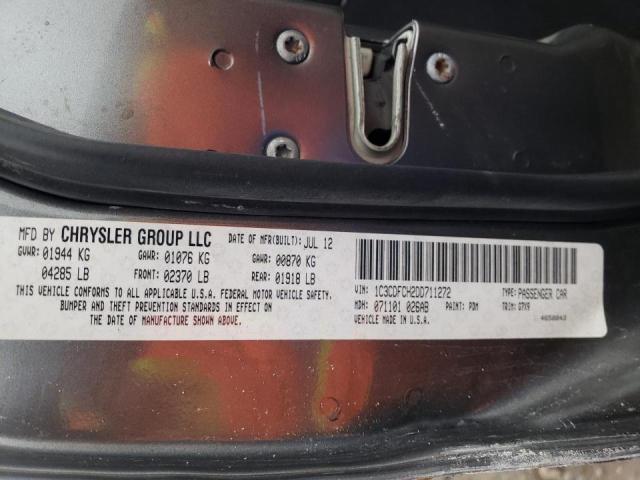 MFD BY CHRYSLER GROUP LLC DATE OF MFR(BUILT): JUL 12
GVWR: 01944 KG GAWR: 01076 KG GAWR: 00870 KG
04285 LB FRONT: 02370 LB REAR: 01918 LB
THIS VEHICLE CONFORMS TO ALL APPLICABLE U.S.A. FEDERAL MOTOR VEHICLE SAFETY,
BUMPER AND THEFT PREVENTION STANDARDS IN EFFECT ON
THE DATE OF MANUFACTURE SHOWN ABOVE.
VIN: 1C3CDFCH2DD711272 TYPE: PASSENGER CAR
MDH: 071101 026AB PAINT: PDM TRIM: GTX9
VEHICLE MADE IN U.S.A. 4650843